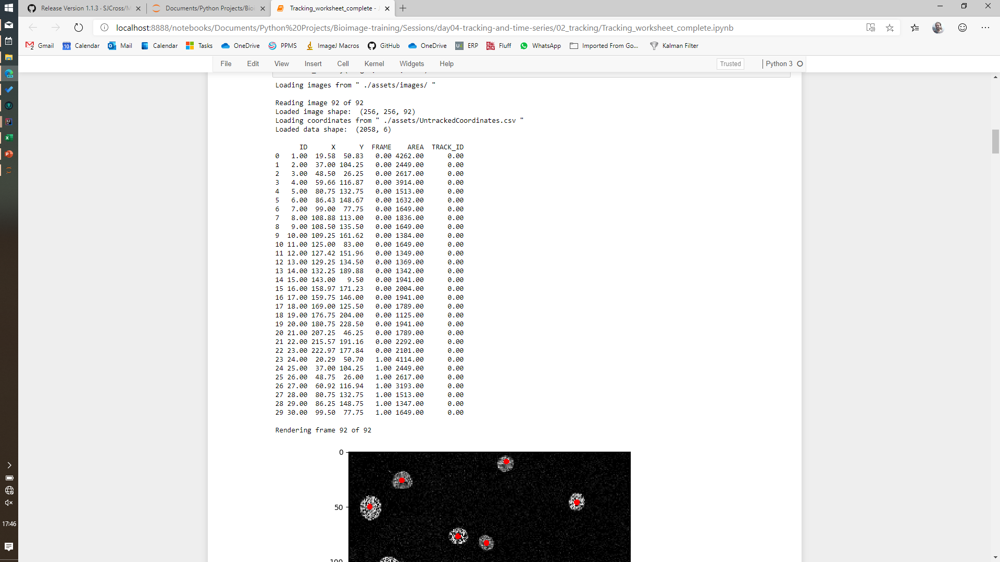 Release Version 1.1.3 · SJCross/M
Documents/Python Projects/Bioi
Tracking_worksheet_complete - J
localhost:8888/notebooks/Documents/Python%20Projects/Bioimage-training/Sessions/day04-tracking-and-time-series/02_tracking/Tracking_worksheet_complete.ipynb
Gmail Calendar Mail Calendar Tasks OneDrive PPMS ImageJ Macros GitHub OneDrive ERP Fluff WhatsApp Imported From Go... Kalman Filter
File Edit View Insert Cell Kernel Widgets Help Trusted Python 3
Loading images from " ./assets/images/ "
Reading image 92 of 92
Loaded image shape:  (256, 256, 92)
Loading coordinates from " ./assets/UntrackedCoordinates.csv "
Loaded data shape:  (2058, 6)
ID X Y FRAME AREA TRACK_ID
0 1.00 19.58 50.83 0.00 4262.00 0.00
1 2.00 37.00 104.25 0.00 2449.00 0.00
2 3.00 48.50 26.25 0.00 2617.00 0.00
3 4.00 59.66 116.87 0.00 3914.00 0.00
4 5.00 80.75 132.75 0.00 1513.00 0.00
5 6.00 86.43 148.67 0.00 1632.00 0.00
6 7.00 99.00 77.75 0.00 1649.00 0.00
7 8.00 108.88 113.00 0.00 1836.00 0.00
8 9.00 108.50 135.50 0.00 1649.00 0.00
9 10.00 109.25 161.62 0.00 1384.00 0.00
10 11.00 125.00 83.00 0.00 1649.00 0.00
11 12.00 127.42 151.96 0.00 1349.00 0.00
12 13.00 129.25 134.50 0.00 1369.00 0.00
13 14.00 132.25 189.88 0.00 1342.00 0.00
14 15.00 143.00 9.50 0.00 1941.00 0.00
15 16.00 158.97 171.23 0.00 2004.00 0.00
16 17.00 159.75 146.00 0.00 1941.00 0.00
17 18.00 169.00 125.50 0.00 1789.00 0.00
18 19.00 176.75 204.00 0.00 1125.00 0.00
19 20.00 180.75 228.50 0.00 1941.00 0.00
20 21.00 207.25 46.25 0.00 1789.00 0.00
21 22.00 215.57 191.16 0.00 2292.00 0.00
22 23.00 222.97 177.84 0.00 2101.00 0.00
23 24.00 20.29 50.70 1.00 4114.00 0.00
24 25.00 37.00 104.25 1.00 2449.00 0.00
25 26.00 48.75 26.00 1.00 2617.00 0.00
26 27.00 60.92 116.94 1.00 3193.00 0.00
27 28.00 80.75 132.75 1.00 1513.00 0.00
28 29.00 86.25 148.75 1.00 1347.00 0.00
29 30.00 99.50 77.75 1.00 1649.00 0.00
Rendering frame 92 of 92
0
50
100
17:46